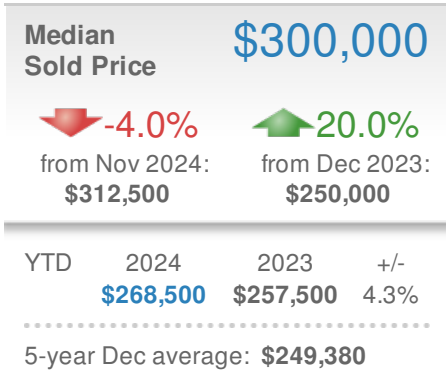 Median
Sold Price
$300,000
-4.0%
20.0%
from Nov 2024:
from Dec 2023:
$312,500
$250,000
YTD 2024 2023 +/-
$268,500 $257,500 4.3%
5-year Dec average: $249,380